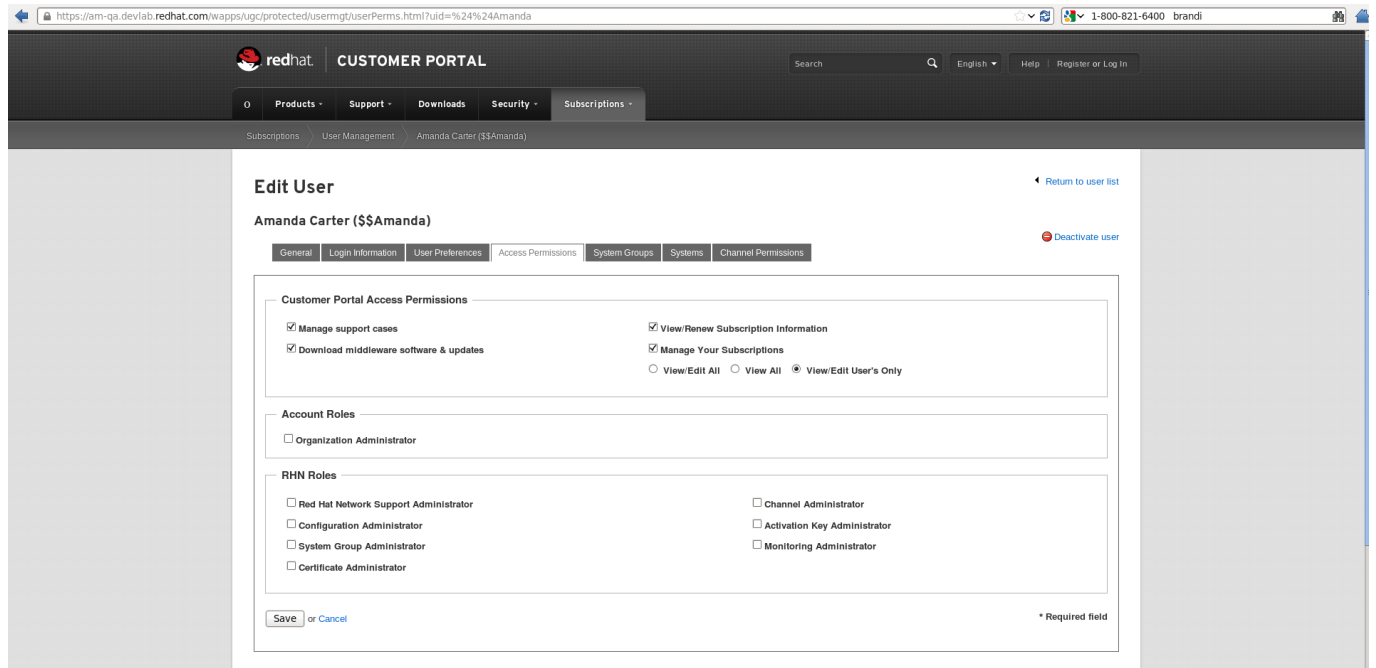 https://am-qa.devlab.redhat.com/wapps/ugc/protected/usermgt/userPerms.html?uid=%24%24Amanda
1-800-821-6400 brandi
redhat. CUSTOMER PORTAL
Search
English
Help | Register or Log In
0 Products Support Downloads Security Subscriptions
Subscriptions User Management Amanda Carter ($$Amanda)
Edit User
Return to user list
Amanda Carter ($$Amanda)
Deactivate user
General Login Information User Preferences Access Permissions System Groups Systems Channel Permissions
Customer Portal Access Permissions
Manage support cases View/Renew Subscription Information
Download middleware software & updates Manage Your Subscriptions
View/Edit All View All View/Edit User's Only
Account Roles
Organization Administrator
RHN Roles
Red Hat Network Support Administrator Channel Administrator
Configuration Administrator Activation Key Administrator
System Group Administrator Monitoring Administrator
Certificate Administrator
Save or Cancel * Required field